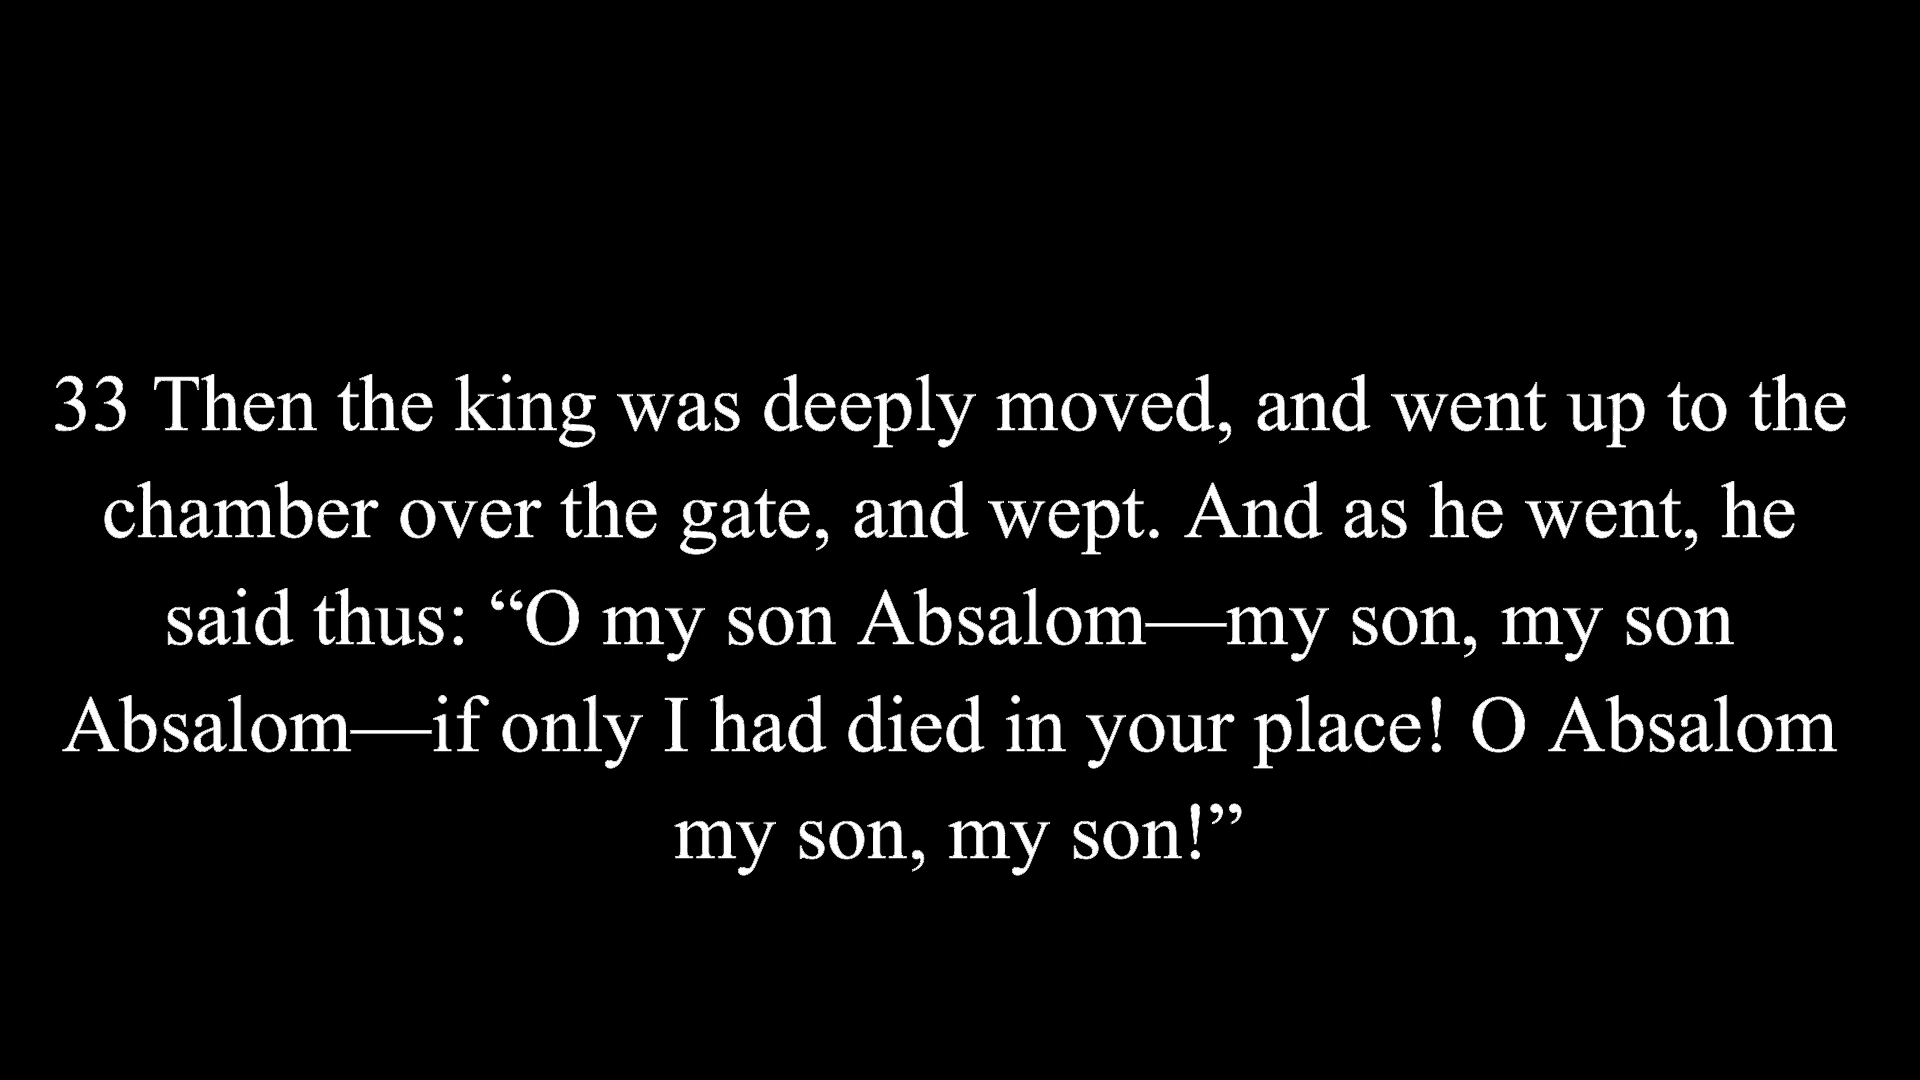 33 Then the king was deeply moved, and went up to the
chamber over the gate, and wept. And as he went, he
said thus: “O my son Absalom—my son, my son
Absalom—if only I had died in your place! O Absalom
my son, my son!”